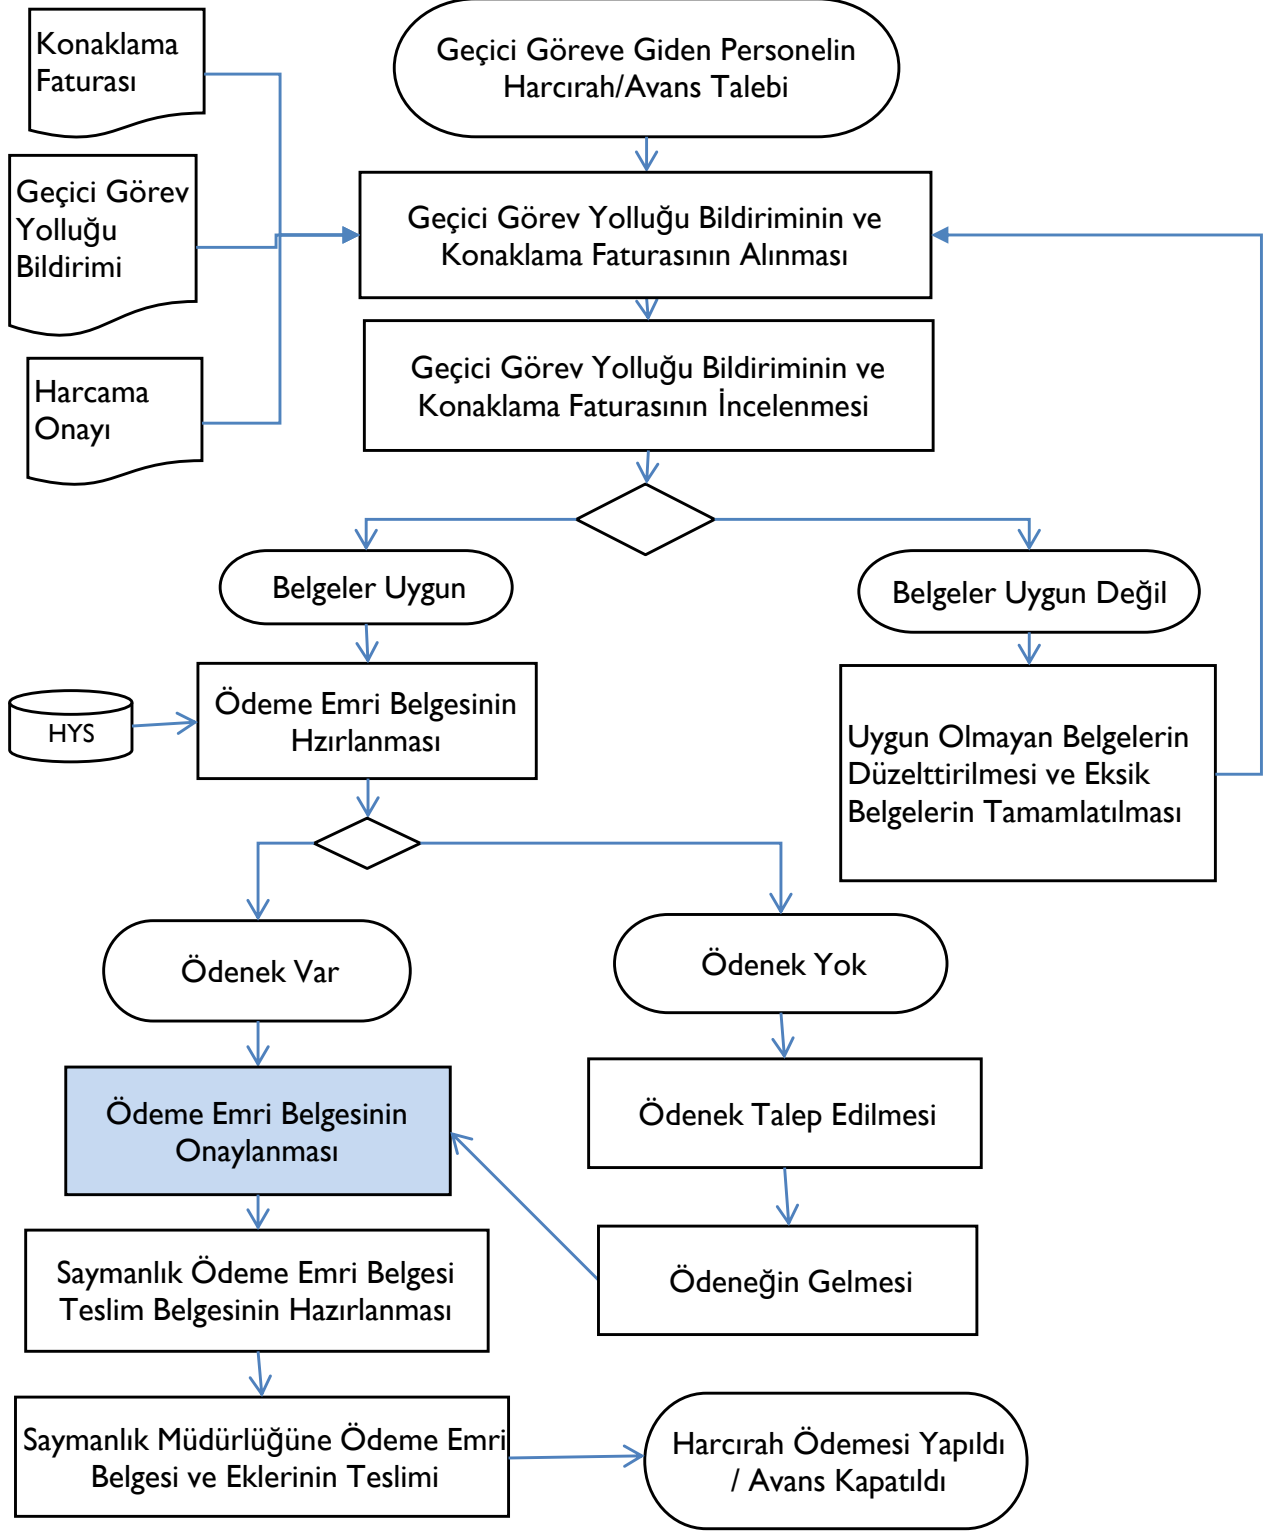 Konaklama
Faturası
Geçici Göreve Giden Personelin
Harcırah/Avans Talebi
Geçici Görev
Yolluğu
Bildirimi
Geçici Görev Yolluğu Bildiriminin ve
Konaklama Faturasının Alınması
Harcama
Onayı
Geçici Görev Yolluğu Bildiriminin ve
Konaklama Faturasının İncelenmesi
Belgeler Uygun
Belgeler Uygun Değil
HYS
Ödeme Emri Belgesinin
Hzırlanması
Uygun Olmayan Belgelerin
Düzelttirilmesi ve Eksik
Belgelerin Tamamlatılması
Ödenek Var
Ödenek Yok
Ödeme Emri Belgesinin
Onaylanması
Ödenek Talep Edilmesi
Saymanlık Ödeme Emri Belgesi
Teslim Belgesinin Hazırlanması
Ödeneğin Gelmesi
Saymanlık Müdürlüğüne Ödeme Emri
Belgesi ve Eklerinin Teslimi
Harcırah Ödemesi Yapıldı
/ Avans Kapatıldı